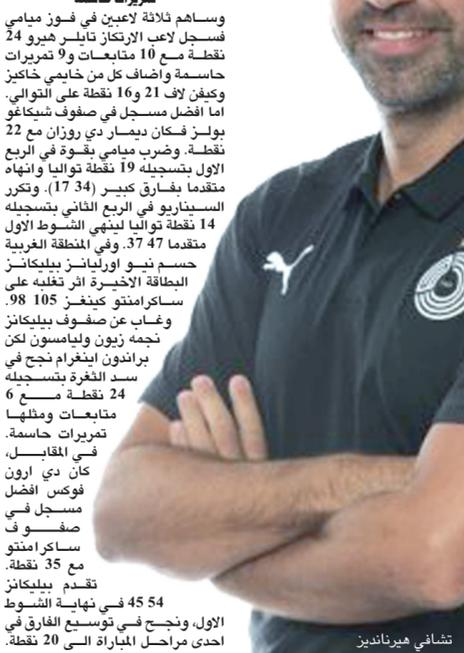 وساهم ثلاثة لاعبين في فوز ميامي
فسجل لاعب الارتكاز تايلر هيرو 24
نقطة مع 10 متابعات و9 تمريرات
حاسمة واضاف كل من خايمي خاكيز
وكيفن لاف 21 و16 نقطة على التوالي.
اما افضل مسجل في صفوف شيكاغو
بولز فكان ديمار دي روزان مع 22
نقطة. وضرب ميامي بقوة في الربع
الاول بتسجيله 19 نقطة تواليا وانهاه
متقدما بفارق كبير (34 17). وتكرر
السيناريو في الربع الثاني بتسجيله
14 نقطة تواليا لينهي الشوط الاول
متقدما 47 37. وفي المنطقة الغربية
حسم نيو اورليانز بيليكانز
البطاقة الاخيرة اثر تغلبه على
ساكرامنتو كينغز 105 98.
وغاب عن صفوف بيليكانز
نجمه زيون وليامسون لكن
براندون اينغرام نجح في
سد الثغرة بتسجيله
24 نقطة مع 6
متابعات ومثلها
تمريرات حاسمة.
في المقابل،
كان دي ارون
فوكس افضل
مسجل في
صفوف
ساكرامنتو
مع 35 نقطة.
تقدم بيليكانز
54 45 في نهاية الشوط
الاول، ونجح في توسيع الفارق في
احدى مراحل المباراة الى 20 نقطة.
تشافي هيرنانديز